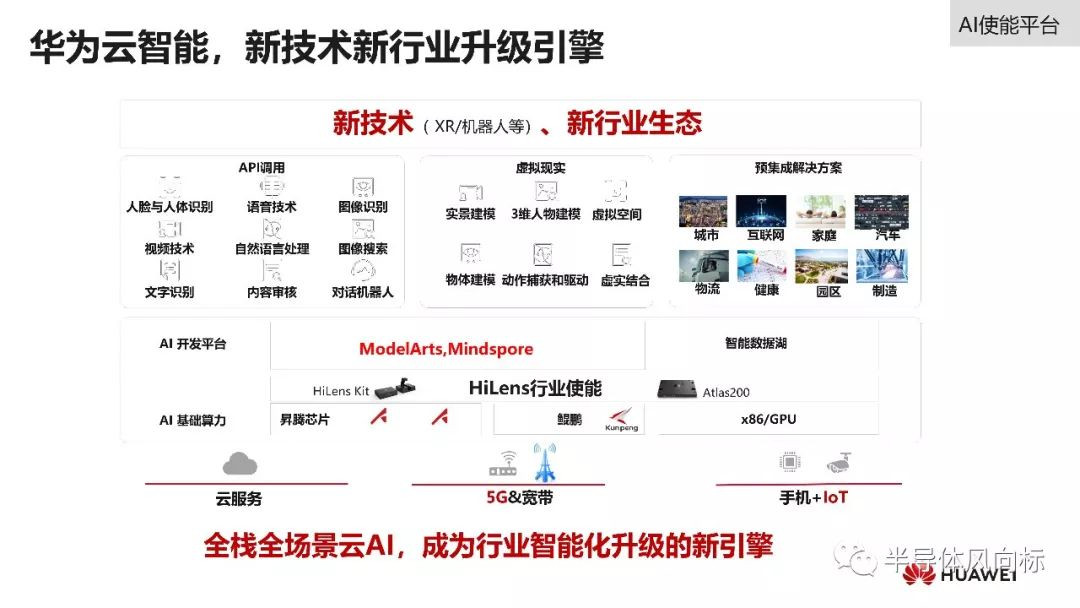 AI使能平台
华为云智能，新技术新行业升级引擎
新技术（XR/机器人等）、新行业生态
API调用
人脸与人体识别 语音技术 图像识别
视频技术 自然语言处理 图像搜索
文字识别 内容审核 对话机器人
虚拟现实
实景建模 3维人物建模 虚拟空间
物体建模 动作捕获和驱动 虚实结合
预集成解决方案
城市 互联网 家庭 汽车
物流 健康 园区 制造
AI 开发平台
ModelArts,Mindspore
智能数据湖
HiLens Kit
HiLens行业使能
Atlas200
AI 基础算力
昇腾芯片
鲲鹏
Kunpeng
x86/GPU
云服务
5G&宽带
手机+IoT
全栈全场景云AI，成为行业智能化升级的新引擎
半导体风向标
HUAWEI